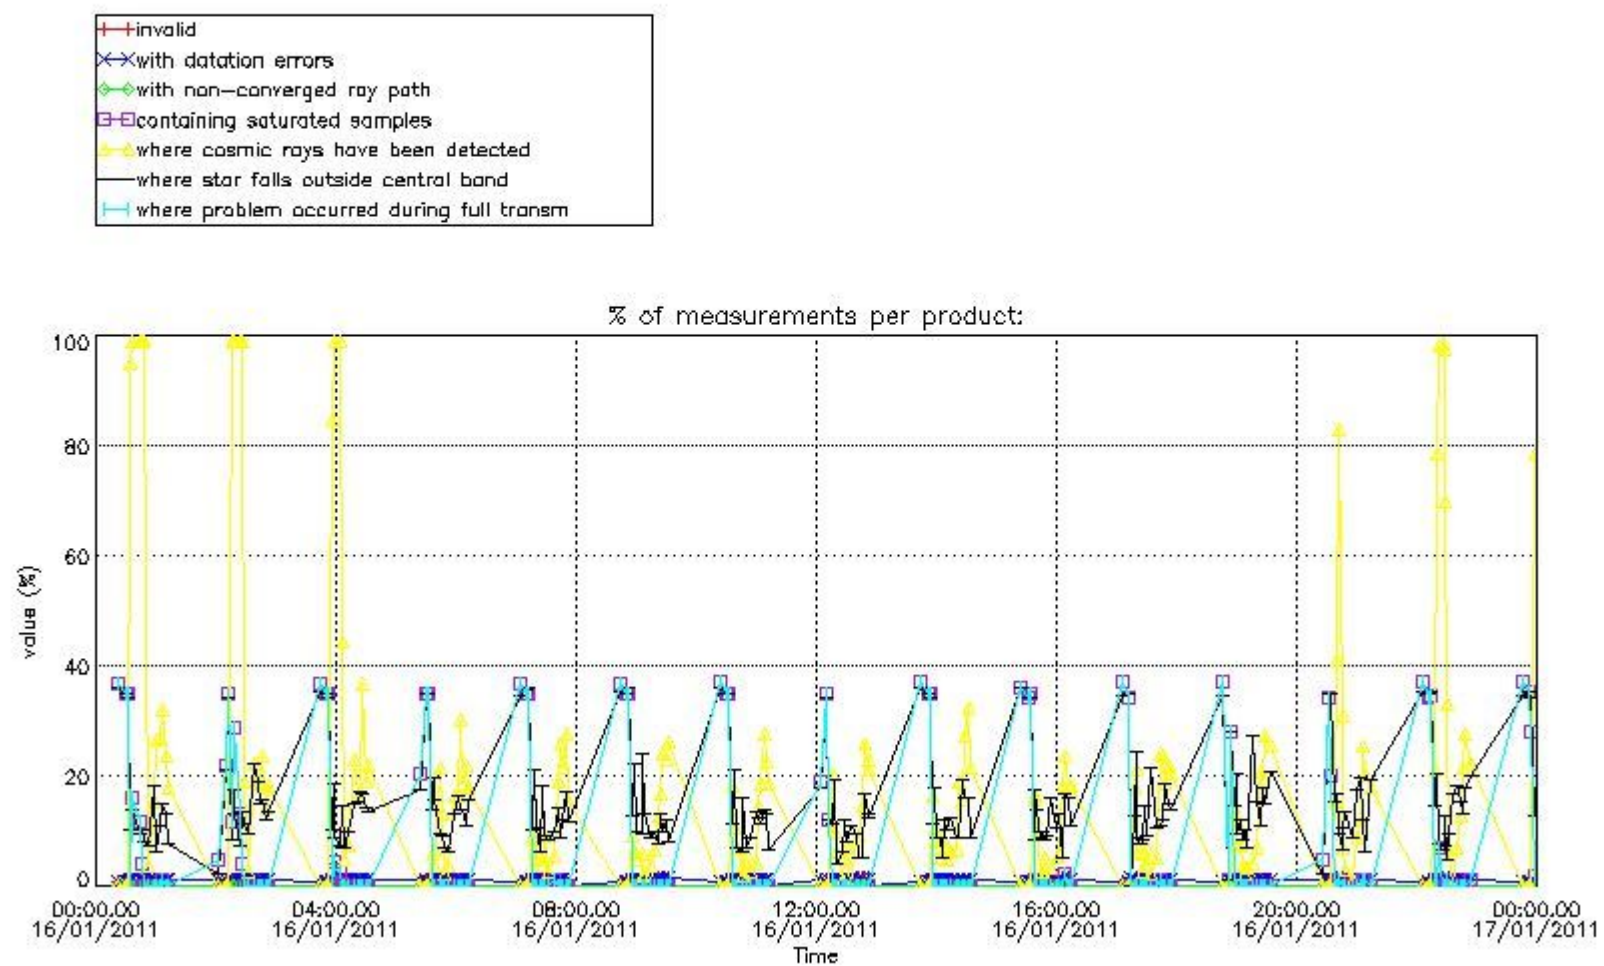 invalid
with datation errors
with non-converged ray path
containing saturated samples
where cosmic rays have been detected
where star falls outside central band
where problem occurred during full transm
% of measurements per product:
100
80
60
40
20
0
value (%)
00:00.00 04:00.00 08:00.00 12:00.00 16:00.00 20:00.00 00:00.00
16/01/2011 16/01/2011 16/01/2011 16/01/2011 16/01/2011 16/01/2011 17/01/2011
Time